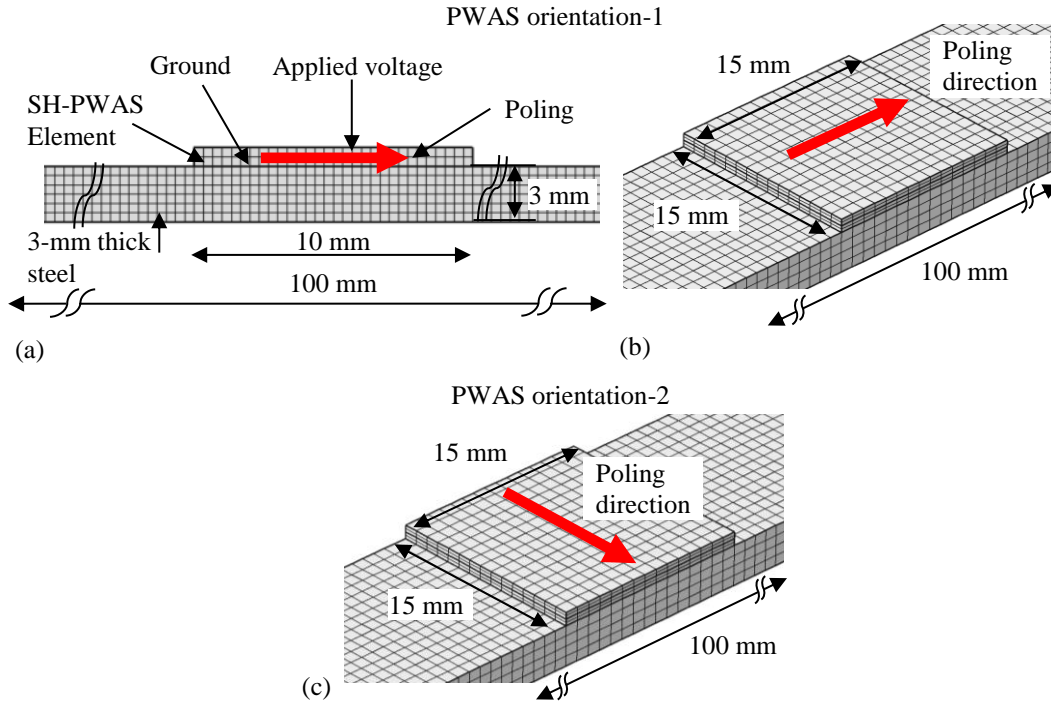 PWAS orientation-1
Ground
Applied voltage
SH-PWAS
Element
Poling
3 mm
3-mm thick
steel
10 mm
100 mm
(a)
15 mm
Poling
direction
15 mm
100 mm
(b)
PWAS orientation-2
15 mm
Poling
direction
15 mm
100 mm
(c)